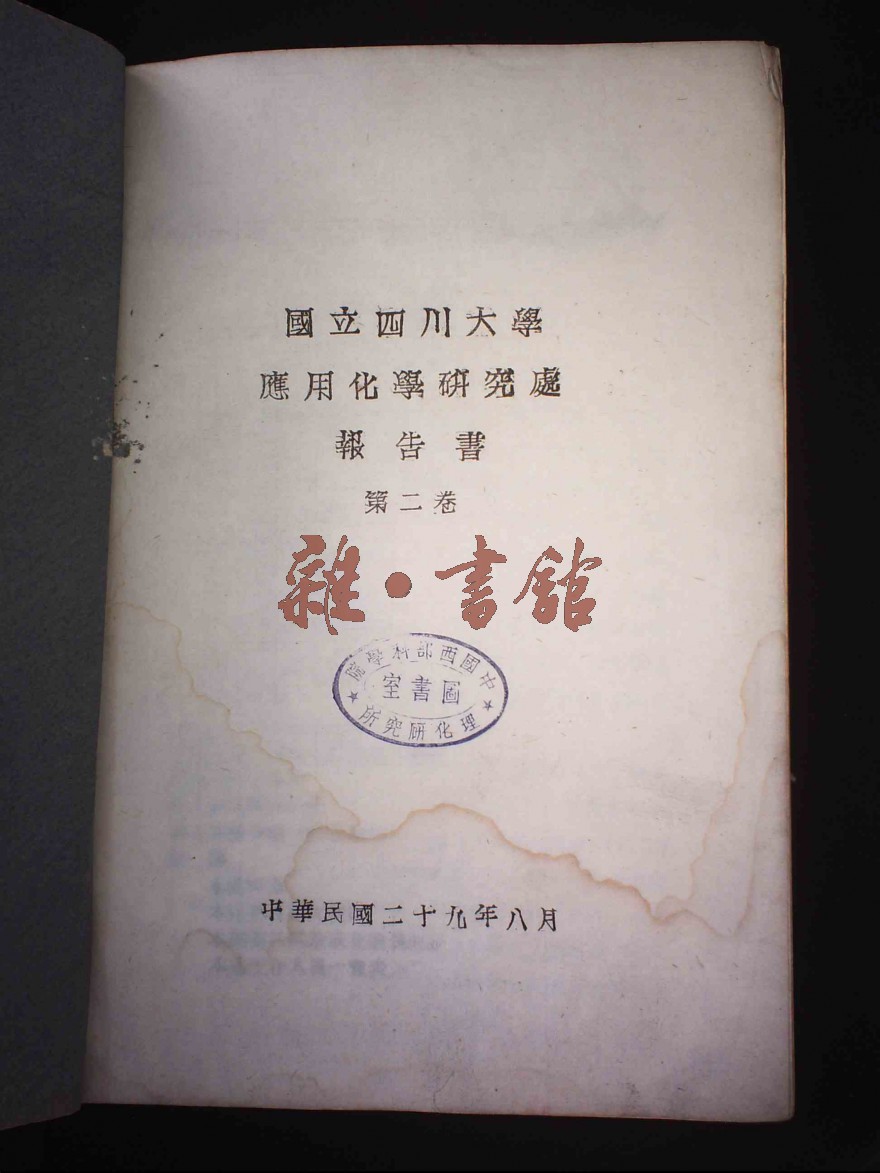 國立四川大學
應用化學研究處
報告書
第二卷
雜·書館
中國西部科學院
圖書室
理化研究所
中華民國二十九年八月